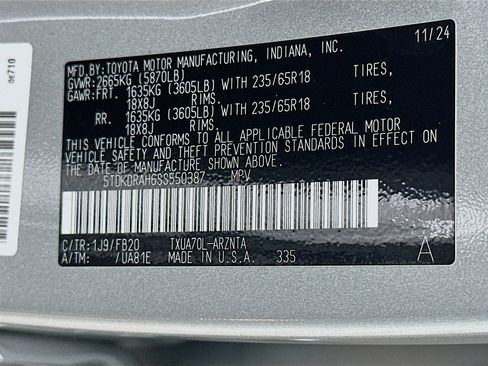 06710
MFD.BY:TOYOTA MOTOR MANUFACTURING, INDIANA, INC. 11/24
GVWR:2665KG (5870LB)
GAWR:FRT. 1635KG (3605LB) WITH 235/65R18 TIRES,
18X8J RIMS.
RR. 1635KG (3605LB) WITH 235/65R18 TIRES,
18X8J RIMS.
THIS VEHICLE CONFORMS TO ALL APPLICABLE FEDERAL MOTOR
VEHICLE SAFETY AND THEFT PREVENTION STANDARDS IN EFFECT ON
THE DATE OF MANUFACTURE SHOWN ABOVE.
5TDKDRAH6SS550387 MPV
C/TR:1J9/FB20 TXUA70L-ARZNTA
A/TM: /UA81E MADE IN U.S.A. 335 A